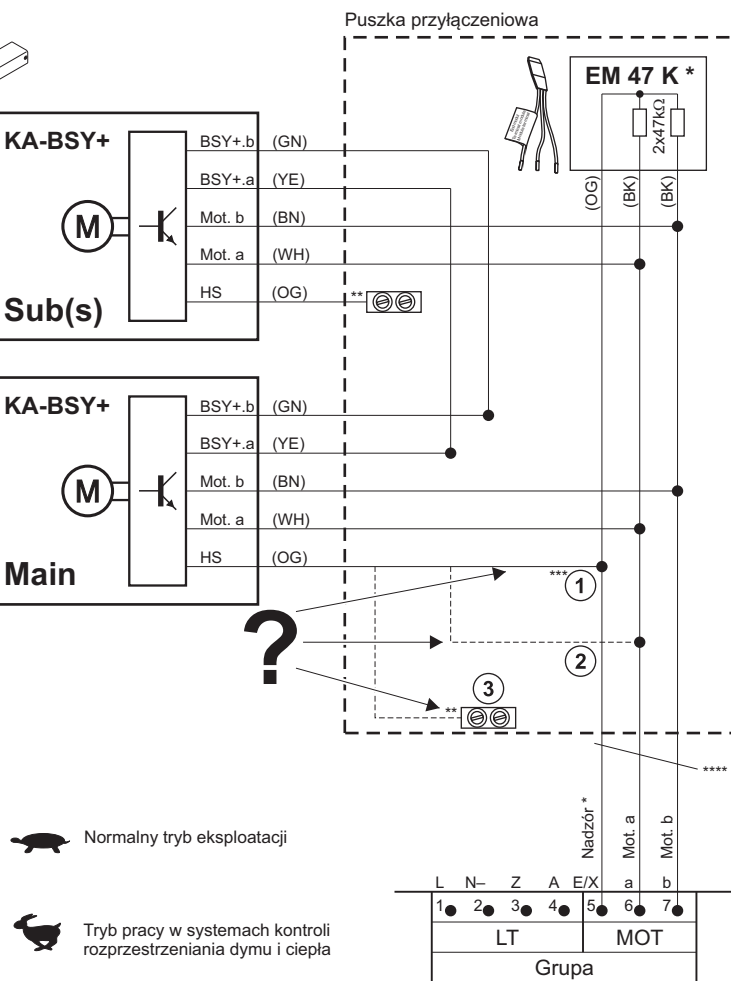 Puszka przyłączeniowa
EM 47 K *
2x47kΩ
(OG)
(BK)
(BK)
KA-BSY+
M
Sub(s)
BSY+.b (GN)
BSY+.a (YE)
Mot. b (BN)
Mot. a (WH)
HS (OG)
**
KA-BSY+
M
Main
BSY+.b (GN)
BSY+.a (YE)
Mot. b (BN)
Mot. a (WH)
HS (OG)
*** 1
?
2
3
**
****
Nadzór *
Mot. a
Mot. b
Normalny tryb eksploatacji
Tryb pracy w systemach kontroli
rozprzestrzeniania dymu i ciepła
L N– Z A E/X a b
1 2 3 4 5 6 7
LT MOT
Grupa